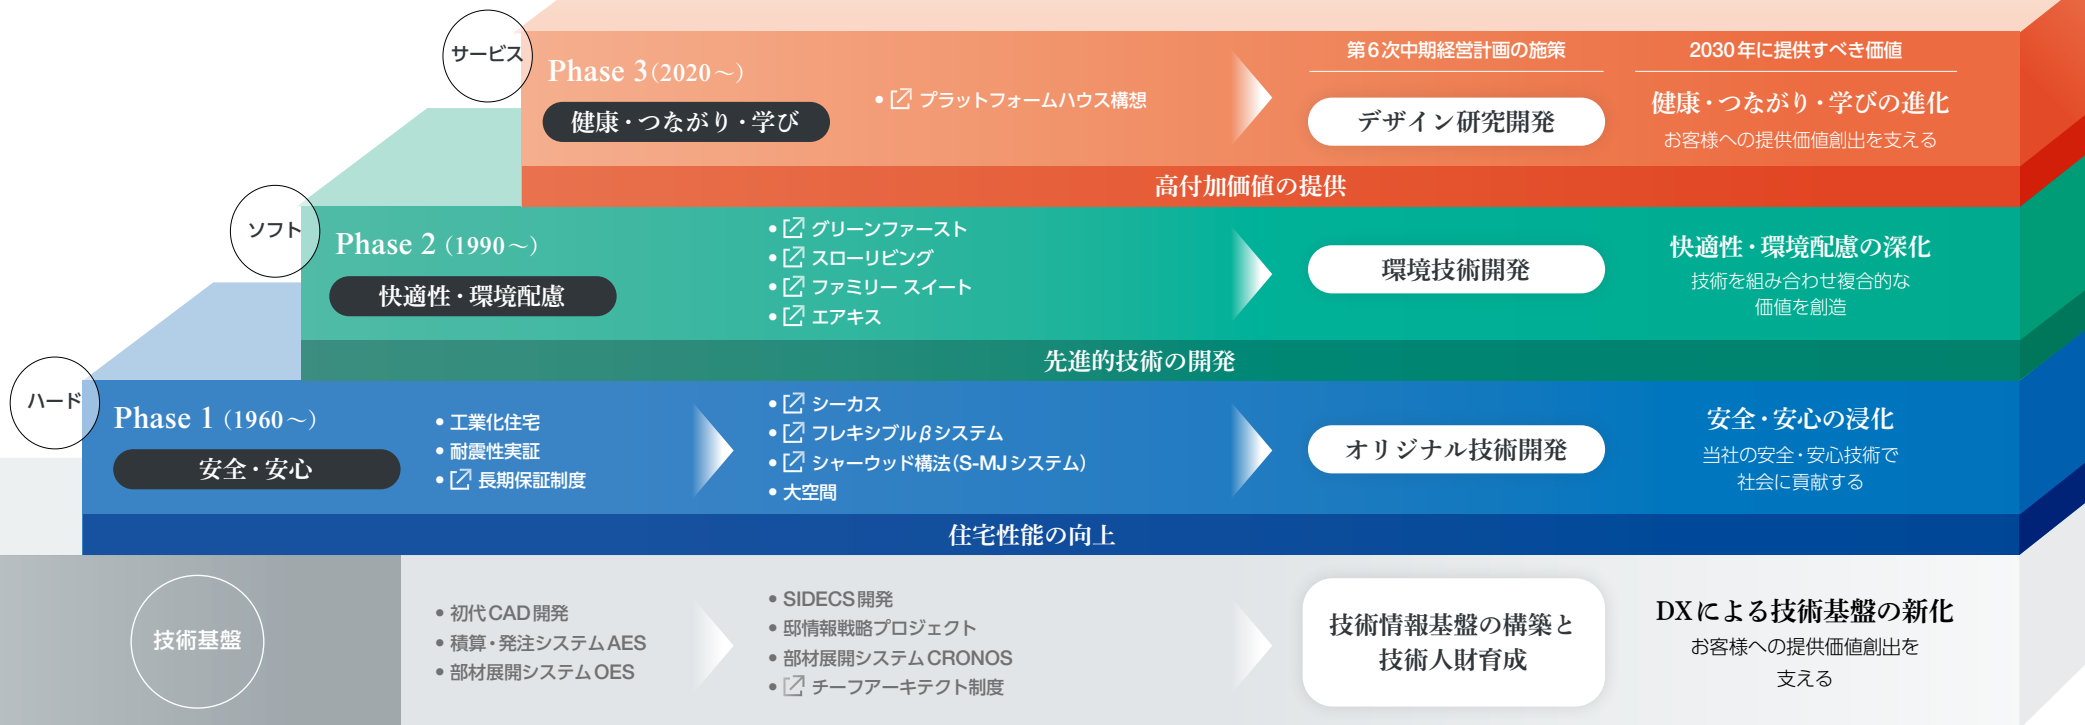 サービス
Phase 3(2020〜)
健康・つながり・学び
• プラットフォームハウス構想
第6次中期経営計画の施策
デザイン研究開発
2030年に提供すべき価値
健康・つながり・学びの進化
お客様への提供価値創出を支える
高付加価値の提供
ソフト
Phase 2(1990〜)
快適性・環境配慮
• グリーンファースト
• スローリビング
• ファミリー スイート
• エアキス
環境技術開発
快適性・環境配慮の深化
技術を組み合わせ複合的な
価値を創造
先進的技術の開発
ハード
Phase 1(1960〜)
安全・安心
• 工業化住宅
• 耐震性実証
• 長期保証制度
• シーカス
• フレキシブルβシステム
• シャーウッド構法(S-MJシステム)
• 大空間
オリジナル技術開発
安全・安心の浸化
当社の安全・安心技術で
社会に貢献する
住宅性能の向上
技術基盤
• 初代CAD開発
• 積算・発注システムAES
• 部材展開システムOES
• SIDECS開発
• 邸情報戦略プロジェクト
• 部材展開システムCRONOS
• チーフアーキテクト制度
技術情報基盤の構築と
技術人財育成
DXによる技術基盤の新化
お客様への提供価値創出を
支える